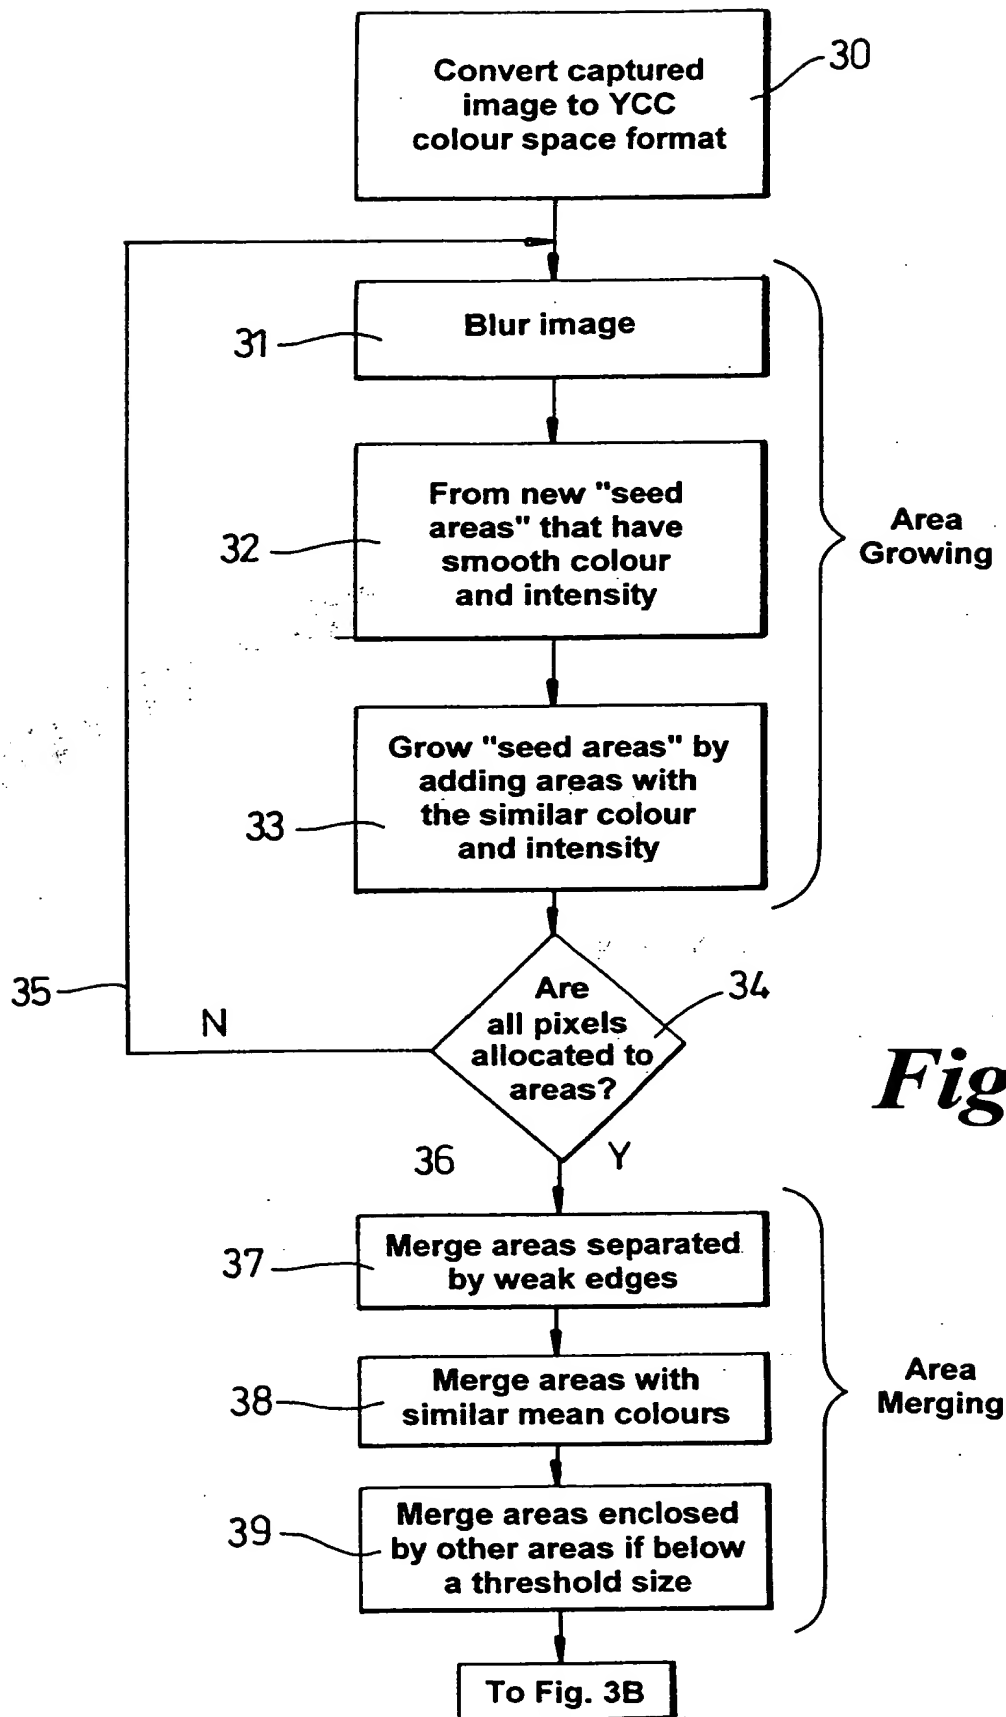 Convert captured
image to YCC
colour space format
30
Blur image
31
From new "seed
areas" that have
smooth colour
and intensity
32
Area
Growing
Grow "seed areas" by
adding areas with
the similar colour
and intensity
33
Are
all pixels
allocated to
areas?
34
35
N
Fig
36
Y
Merge areas separated
by weak edges
37
Merge areas with
similar mean colours
38
Area
Merging
Merge areas enclosed
by other areas if below
a threshold size
39
To Fig. 3B